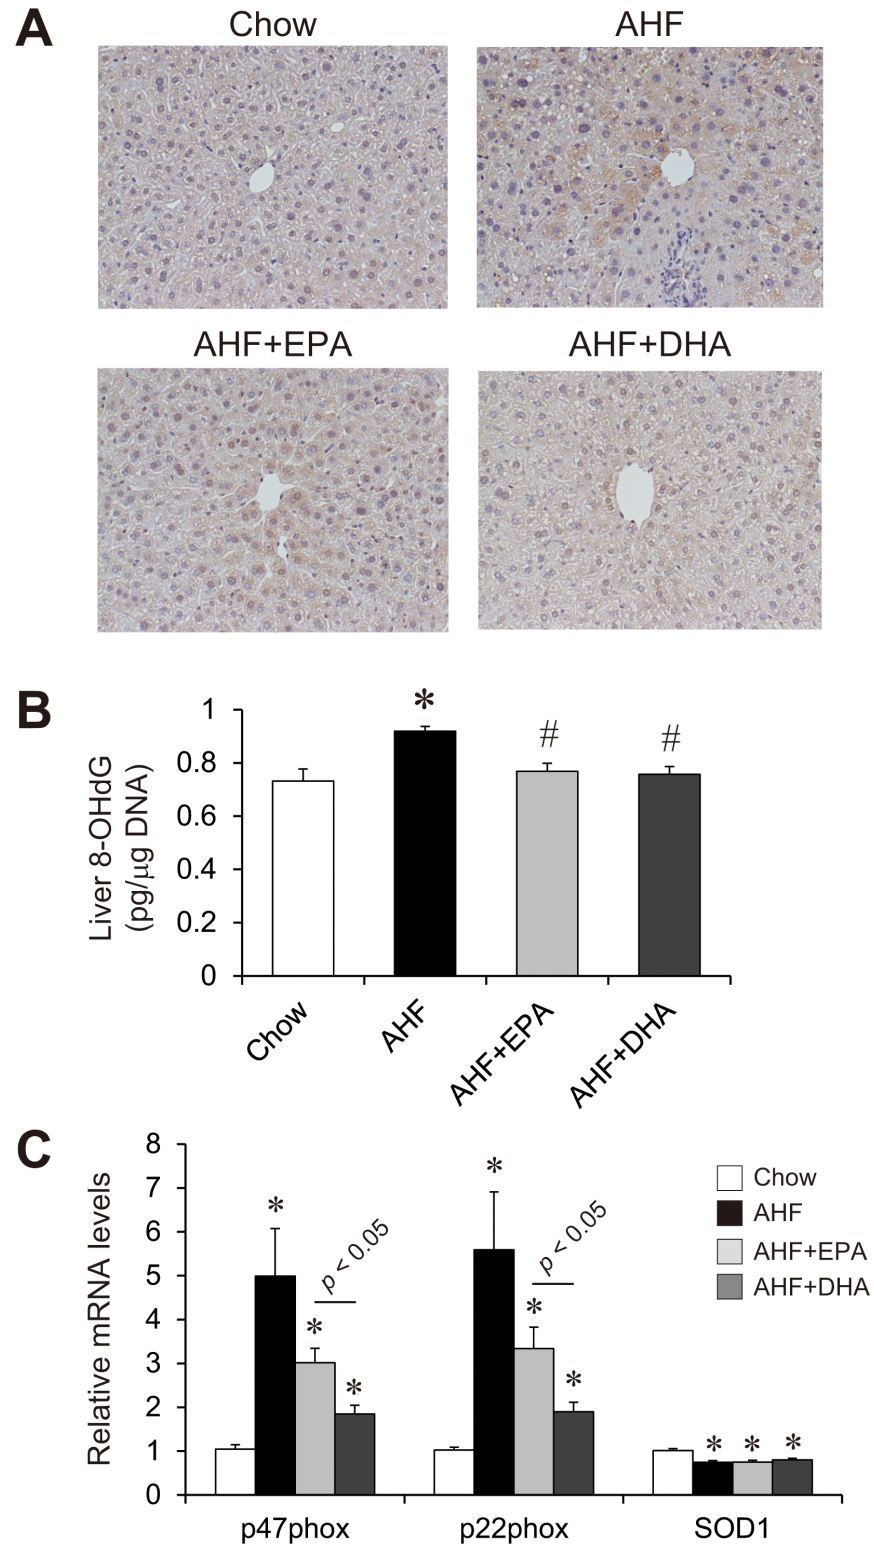 A
Chow
AHF
AHF+EPA
AHF+DHA
B
Liver 8-OHdG
(pg/μg DNA)
1
0.8
0.6
0.4
0.2
0
*
#
#
Chow
AHF
AHF+EPA
AHF+DHA
C
Relative mRNA levels
8
7
6
5
4
3
2
1
0
*
*
*
p < 0.05
*
*
*
p < 0.05
*
*
*
Chow
AHF
AHF+EPA
AHF+DHA
p47phox
p22phox
SOD1